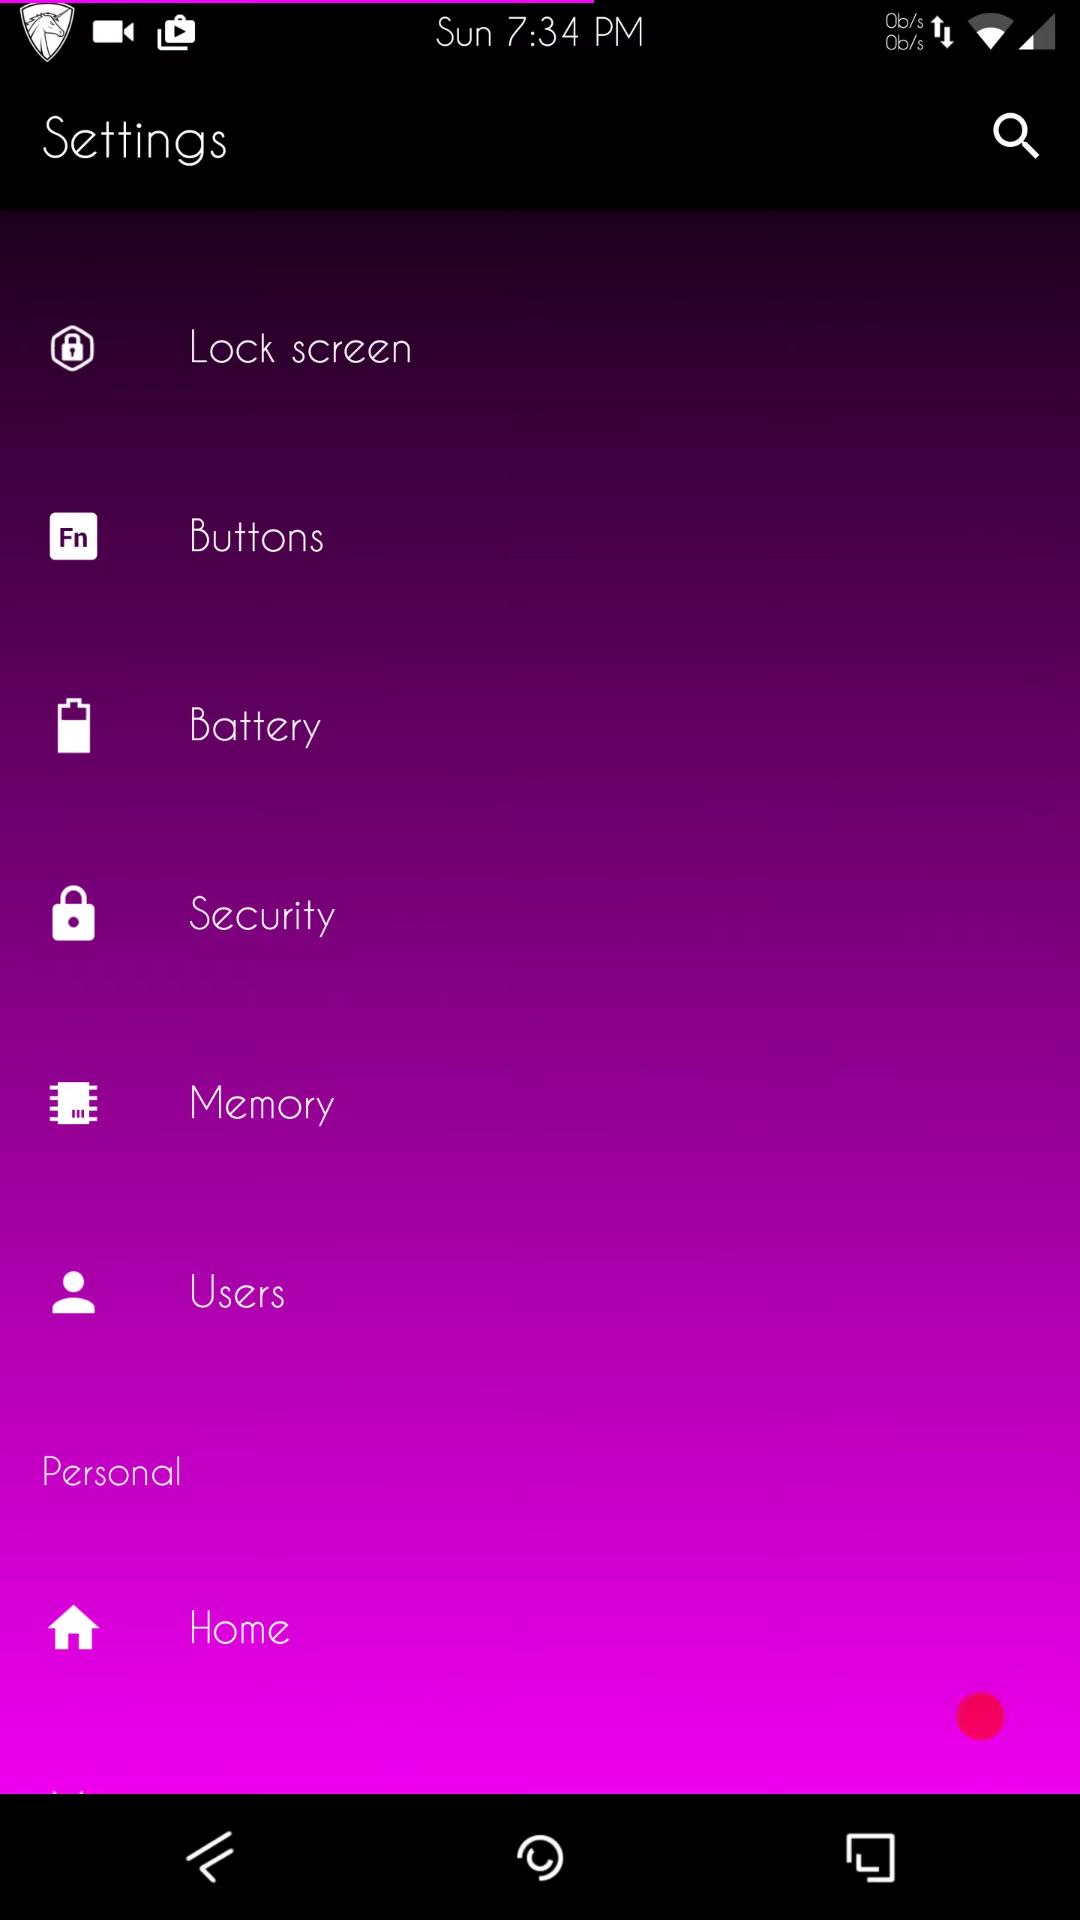 Sun 7:34 PM
0b/s
0b/s
Settings
Lock screen
Fn
Buttons
Battery
Security
Memory
Users
Personal
Home